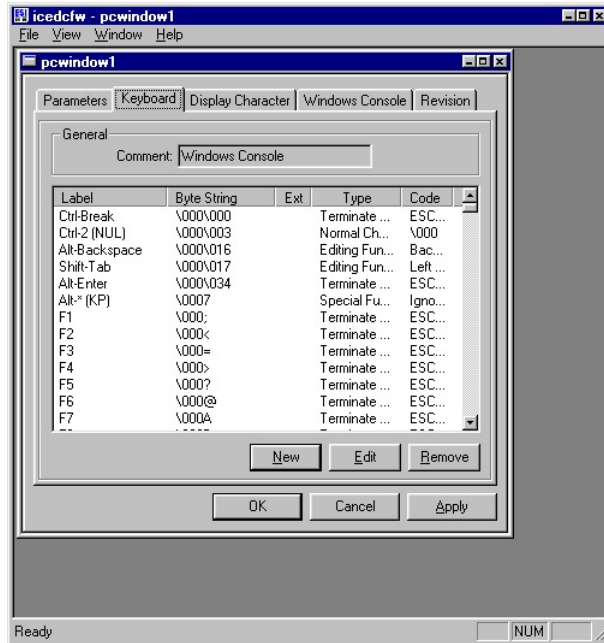 icedcfw - pcwindow1
File View Window Help
pcwindow1
Parameters Keyboard Display Character Windows Console Revision
General
Comment: Windows Console
Label Byte String Ext Type Code
Ctrl-Break \000\000 Terminate ... ESC...
Ctrl-2 (NUL) \000\003 Normal Ch... \000
Alt-Backspace \000\016 Editing Fun... Bac...
Shift-Tab \000\017 Editing Fun... Left ...
Alt-Enter \000\034 Terminate ... ESC...
Alt-* (KP) \0007 Special Fu... Igno...
F1 \000; Terminate ... ESC...
F2 \000< Terminate ... ESC...
F3 \000= Terminate ... ESC...
F4 \000> Terminate ... ESC...
F5 \000? Terminate ... ESC...
F6 \000@ Terminate ... ESC...
F7 \000A Terminate ... ESC...
New Edit Remove
OK Cancel Apply
Ready NUM